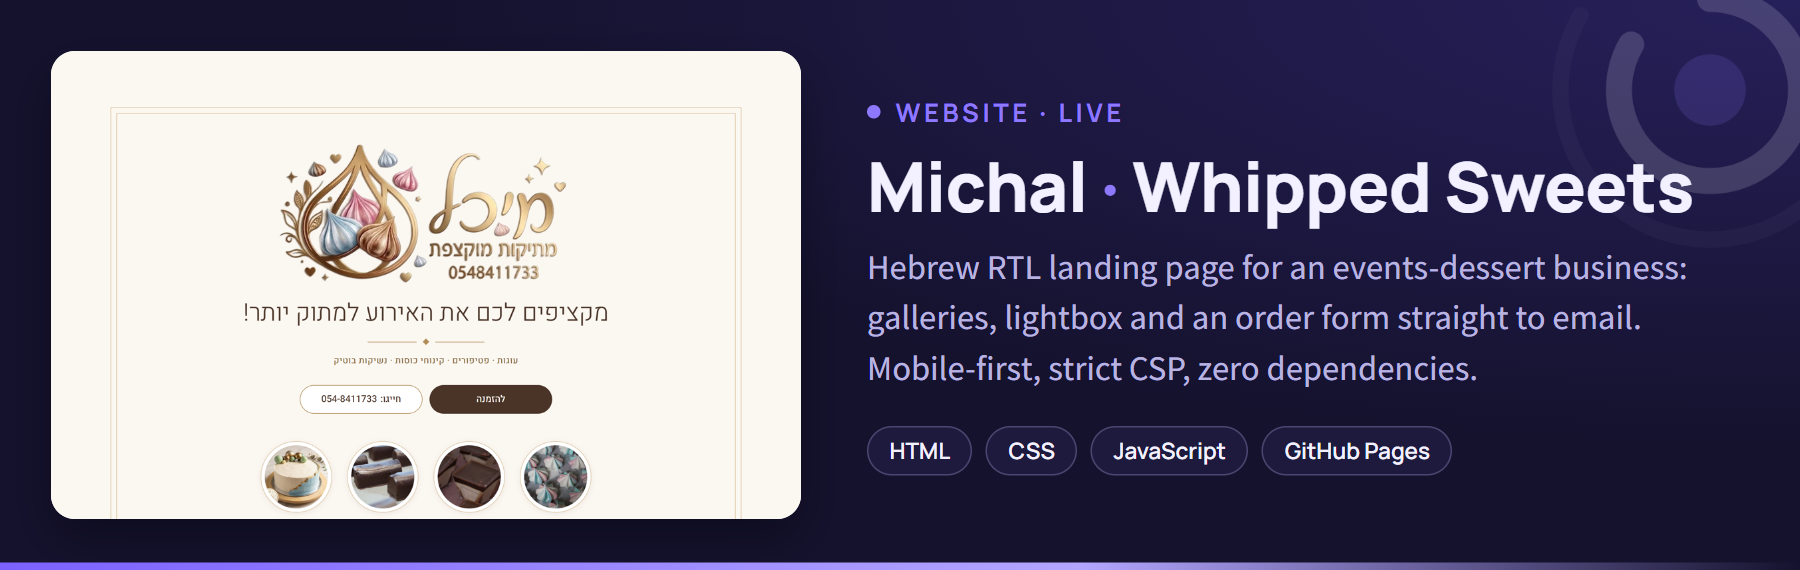 מיכל
מתיקות מוקצפת
0548411733
מקציפים לכם את האירוע למתוק יותר!
עוגות · פטיפורים · קינוחי כוסות · נשיקות בוטיק
להזמנה
חייגו: 054-8411733
WEBSITE · LIVE
Michal · Whipped Sweets
Hebrew RTL landing page for an events-dessert business:
galleries, lightbox and an order form straight to email.
Mobile-first, strict CSP, zero dependencies.
HTML
CSS
JavaScript
GitHub Pages